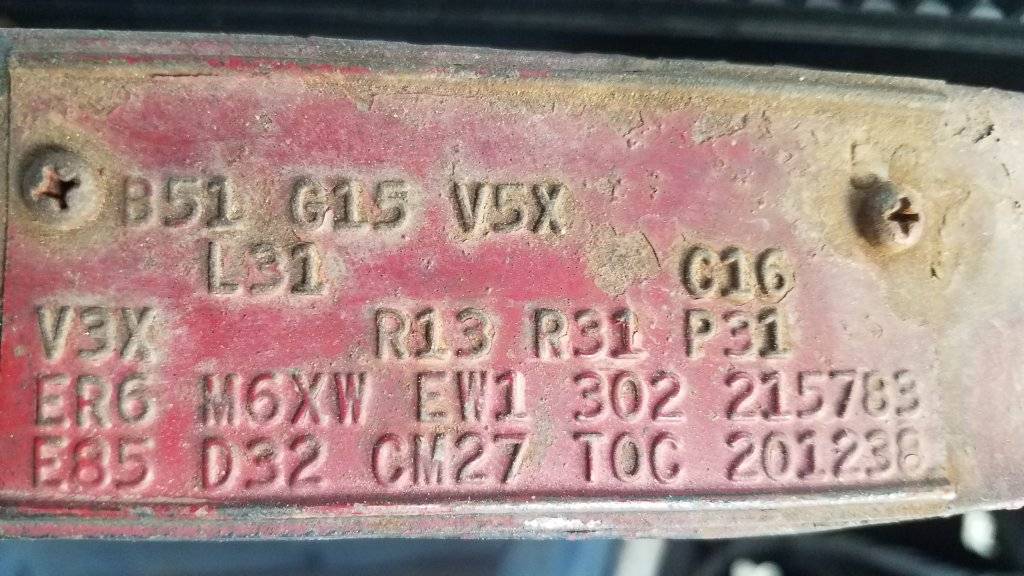 B51 G15 V5X
L31 C16
V3X R13 R31 P31
ER6 M6XW EW1 302 215783
E85 D32 CM27 TOC 201238